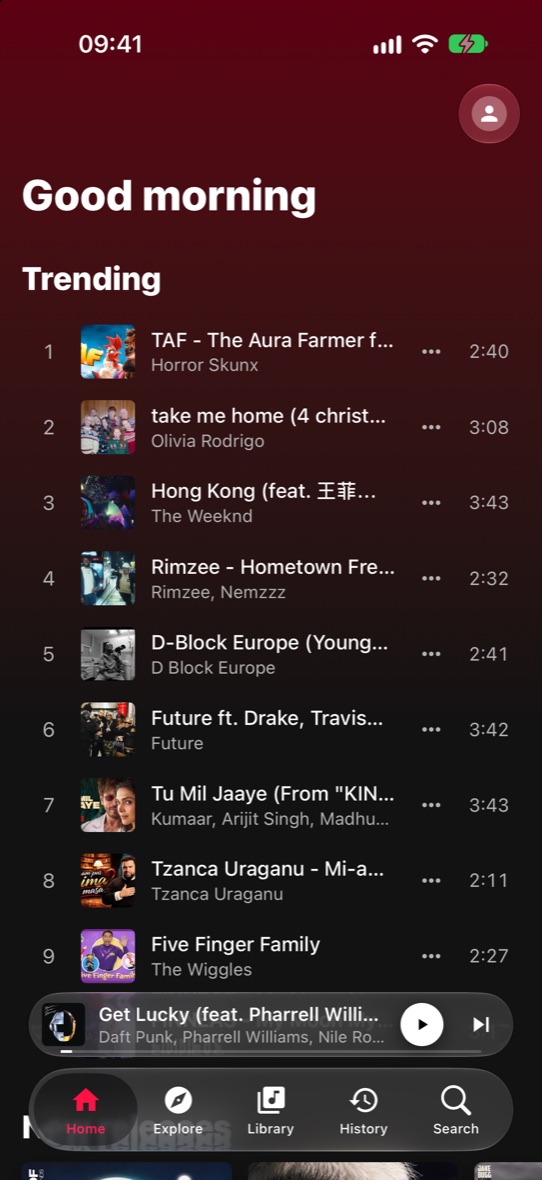 09:41
Good morning
Trending
1
TAF - The Aura Farmer f...
Horror Skunx
2:40
2
take me home (4 christ...
Olivia Rodrigo
3:08
3
Hong Kong (feat. 王菲...
The Weeknd
3:43
4
Rimzee - Hometown Fre...
Rimzee, Nemzzz
2:32
5
D-Block Europe (Young...
D Block Europe
2:41
6
Future ft. Drake, Travis...
Future
3:42
7
Tu Mil Jaaye (From "KIN...
Kumaar, Arijit Singh, Madhu...
3:43
8
Tzanca Uraganu - Mi-a...
Tzanca Uraganu
2:11
9
Five Finger Family
The Wiggles
2:27
Get Lucky (feat. Pharrell Willi...
Daft Punk, Pharrell Williams, Nile Ro...
New releases
Home
Explore
Library
History
Search